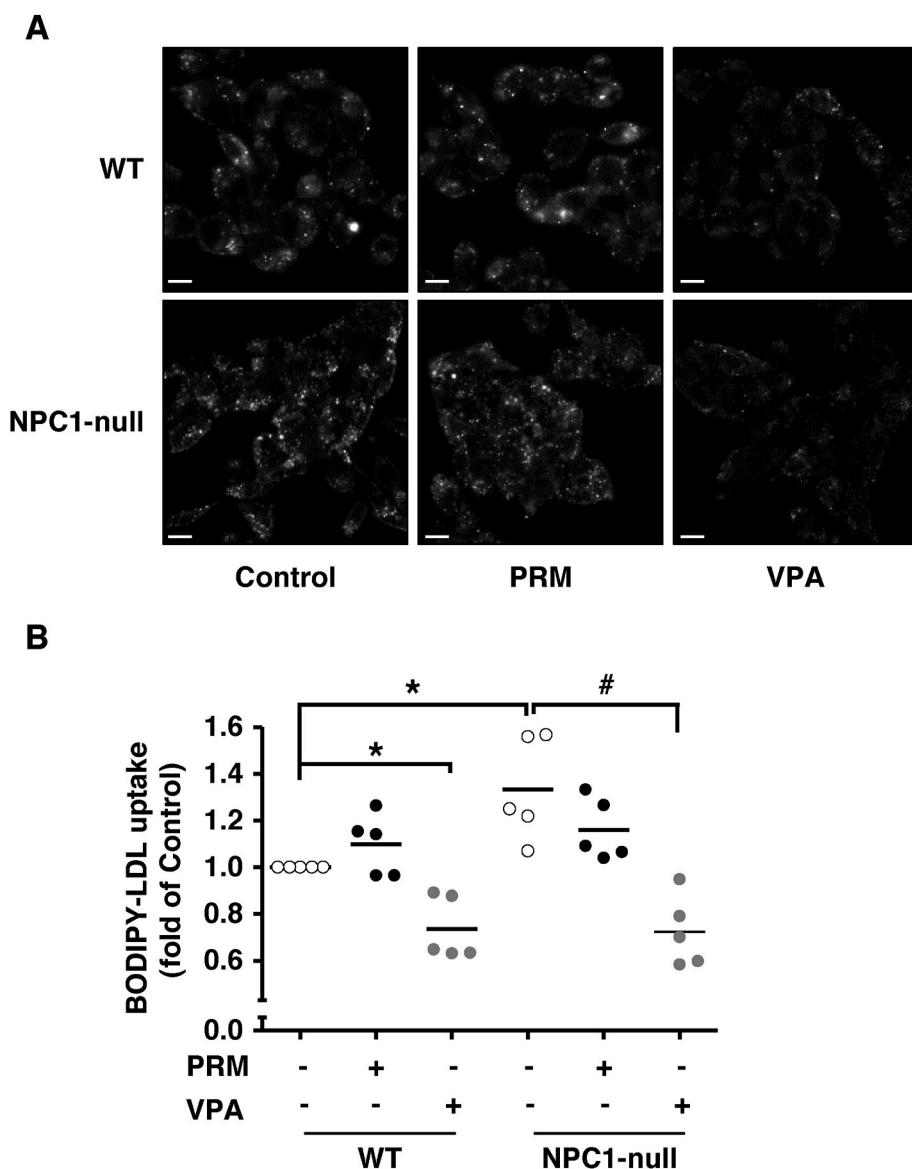 A
WT
NPC1-null
Control PRM VPA
B
* #
*
BODIPY-LDL uptake
(fold of Control)
1.6
1.4
1.2
1.0
0.8
0.6
0.0
PRM - + - - + -
VPA - - + - - +
WT NPC1-null